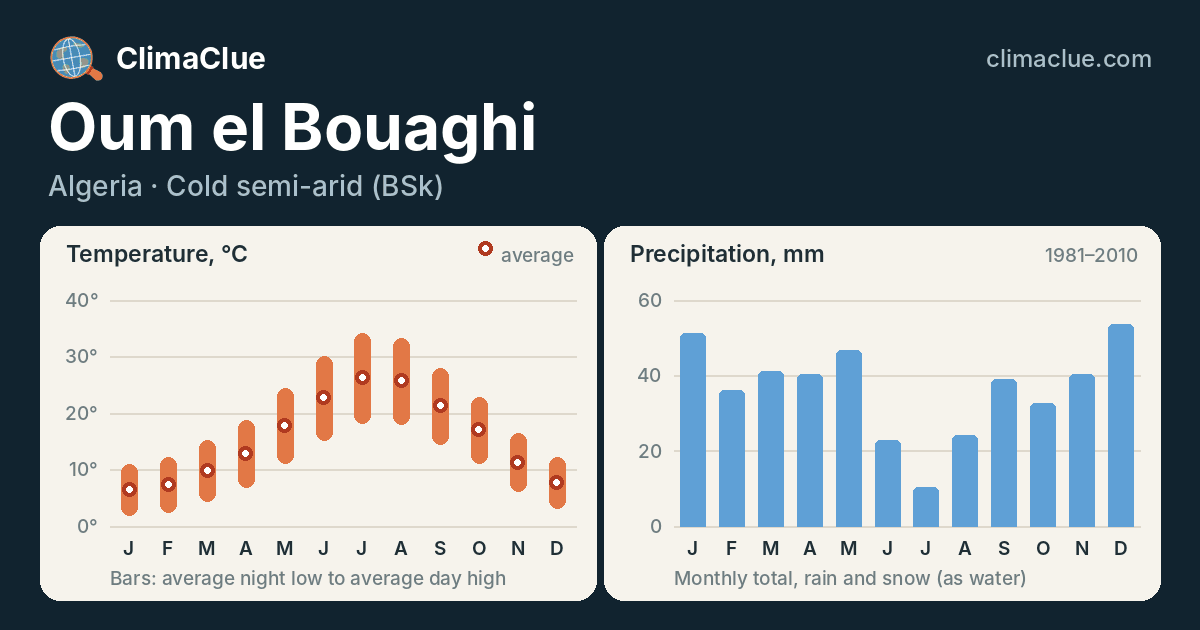 ClimaClue
climaclue.com
Oum el Bouaghi
Algeria · Cold semi-arid (BSk)
Temperature, °C
average
40°
30°
20°
10°
0°
J F M A M J J A S O N D
Bars: average night low to average day high
Precipitation, mm
1981–2010
60
40
20
0
J F M A M J J A S O N D
Monthly total, rain and snow (as water)